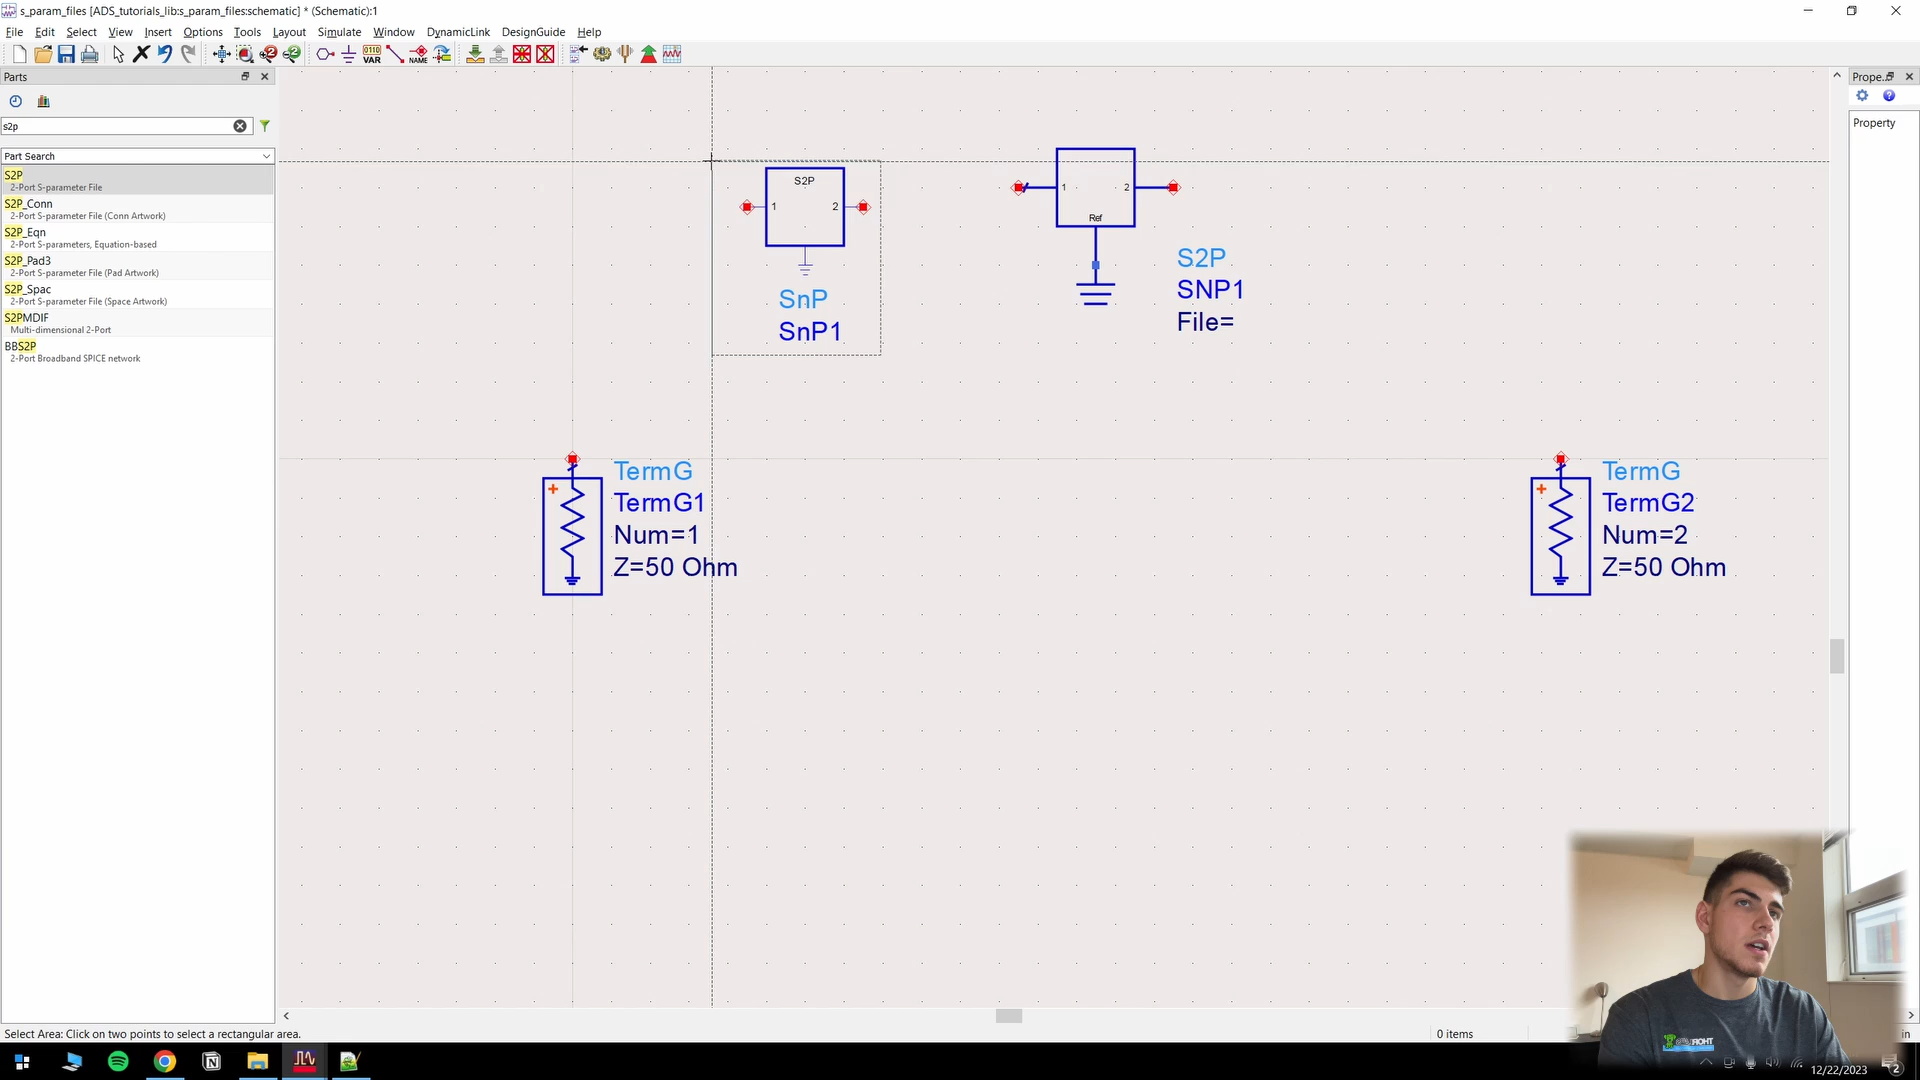 s_param_files [ADS_tutorials_lib:s_param_files:schematic] * (Schematic):1
File Edit Select View Insert Options Tools Layout Simulate Window DynamicLink DesignGuide Help
0110
VAR
NAME
Parts
s2p
Part Search
S2P
2-Port S-parameter File
S2P_Conn
2-Port S-parameter File (Conn Artwork)
S2P_Eqn
2-Port S-parameters, Equation-based
S2P_Pad3
2-Port S-parameter File (Pad Artwork)
S2P_Spac
2-Port S-parameter File (Space Artwork)
S2PMDIF
Multi-dimensional 2-Port
BBS2P
2-Port Broadband SPICE network
S2P
1 2
SnP
SnP1
1 2
Ref
S2P
SNP1
File=
TermG
TermG1
Num=1
Z=50 Ohm
TermG
TermG2
Num=2
Z=50 Ohm
Prope...
Property
Select Area: Click on two points to select a rectangular area.
0 items
in
12/22/2023
2